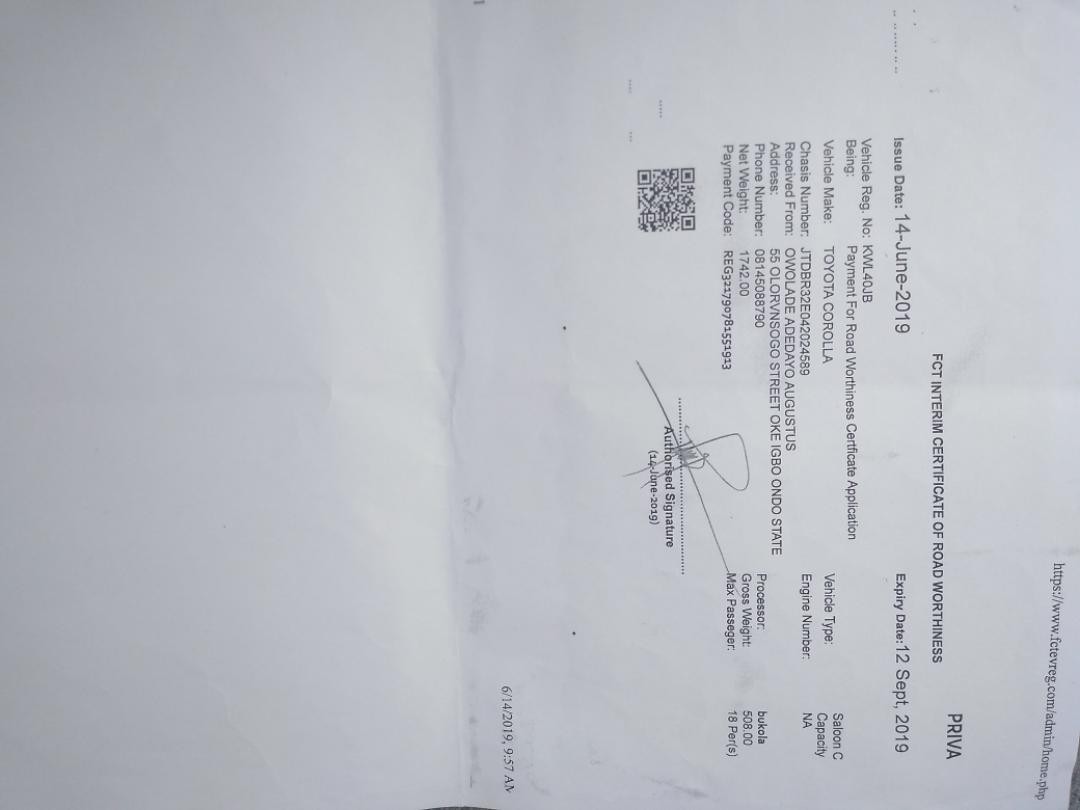 https://www.fctevreg.com/admin/home.php
PRIVA
FCT INTERIM CERTIFICATE OF ROAD WORTHINESS
Issue Date: 14-June-2019 Expiry Date:12 Sept, 2019
Vehicle Reg. No: KWL40JB
Being: Payment For Road Worthiness Certficate Application
Vehicle Make: TOYOTA COROLLA Vehicle Type: Saloon C
Capacity
Chasis Number: JTDBR32E042024589 Engine Number: NA
Received From: OWOLADE ADEDAYO AUGUSTUS
Address: 55 OLORVNSOGO STREET OKE IGBO ONDO STATE
Phone Number: 08145088790 Processor: bukola
Net Weight: 1742.00 Gross Weight: 508.00
Payment Code: REG321790781551913 Max Passeger: 18 Per(s)
Authorised Signature
(14-June-2019)
6/14/2019, 9:57 AM